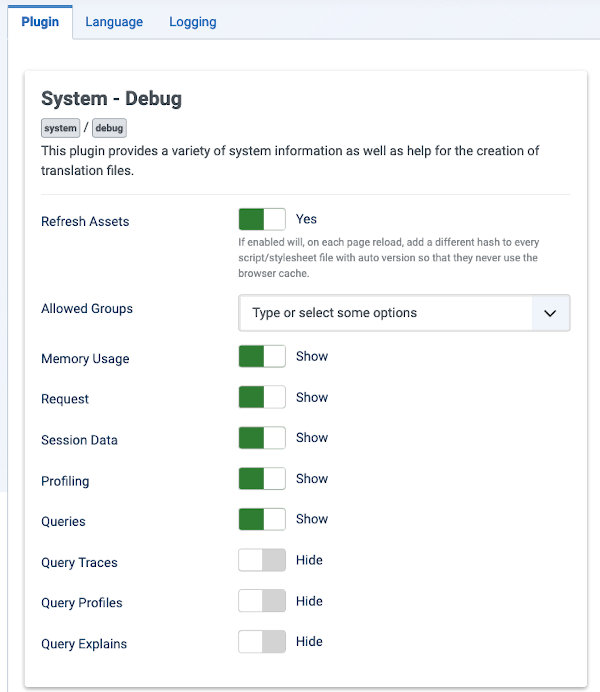 Plugin Language Logging
System - Debug
system / debug
This plugin provides a variety of system information as well as help for the creation of
translation files.
Refresh Assets Yes
If enabled will, on each page reload, add a different hash to every
script/stylesheet file with auto version so that they never use the
browser cache.
Allowed Groups Type or select some options
Memory Usage Show
Request Show
Session Data Show
Profiling Show
Queries Show
Query Traces Hide
Query Profiles Hide
Query Explains Hide